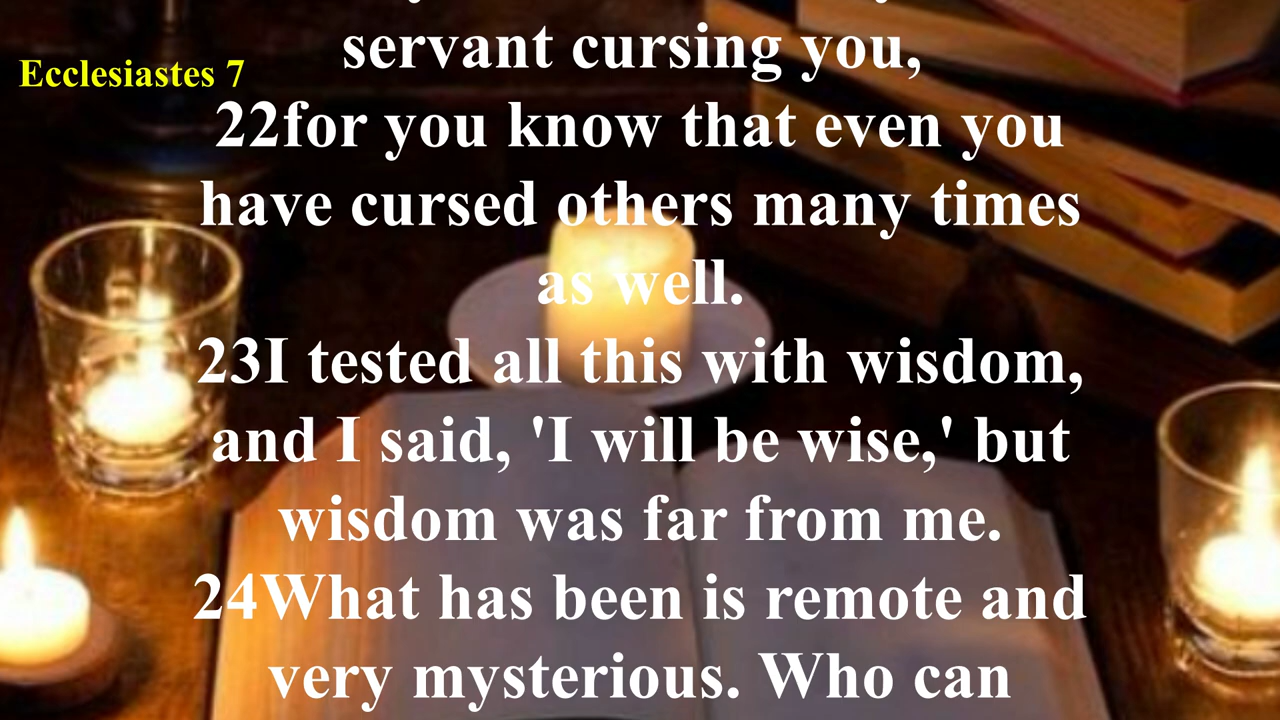 servant cursing you,
Ecclesiastes 7
22for you know that even you
have cursed others many times
as well.
23I tested all this with wisdom,
and I said, 'I will be wise,' but
wisdom was far from me.
24What has been is remote and
very mysterious. Who can